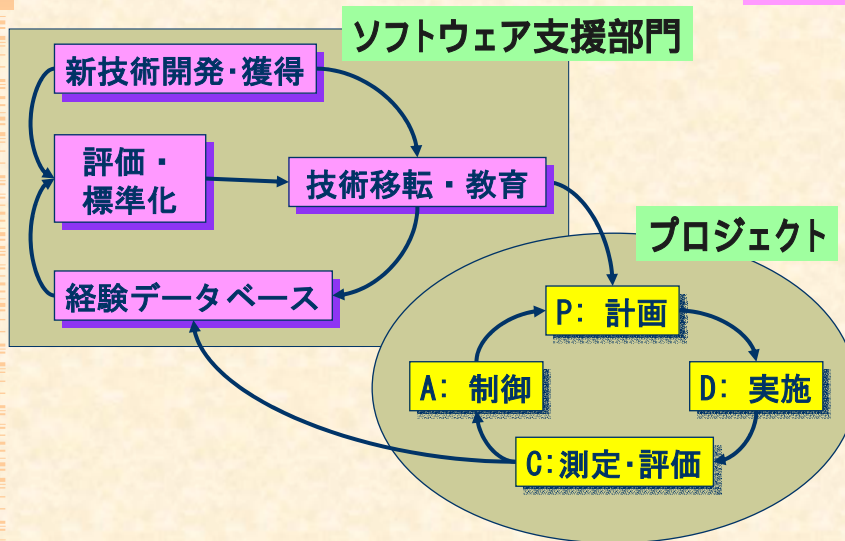 ソフトウェア支援部門
新技術開発・獲得
評価・
標準化
技術移転・教育
経験データベース
プロジェクト
P: 計画
A: 制御
D: 実施
C:測定・評価